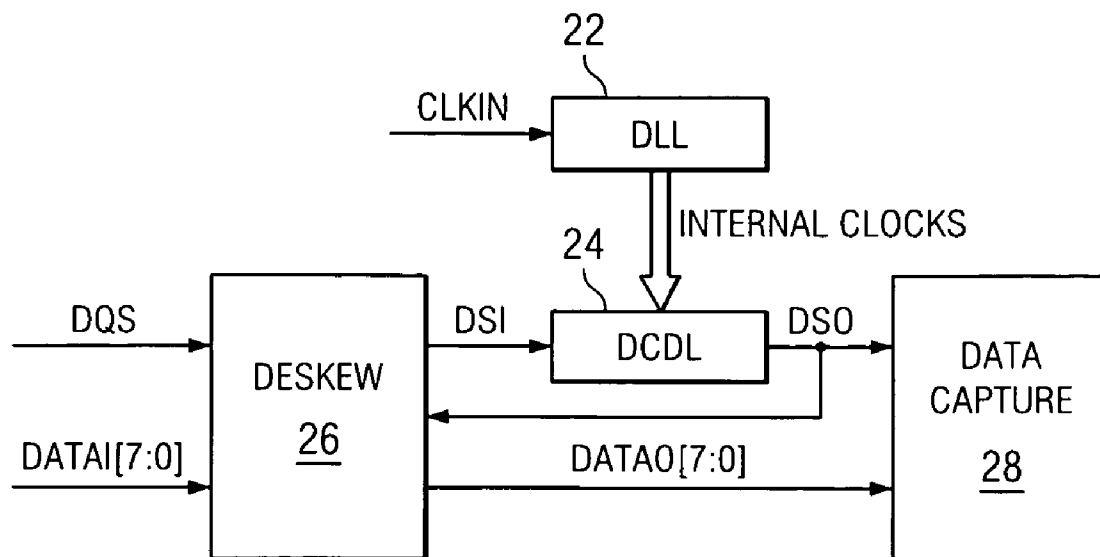 22
CLKIN
DLL
INTERNAL CLOCKS
24
DQS
DSI
DCDL
DSO
DESKEW
26
DATA
CAPTURE
28
DATAI[7:0]
DATAO[7:0]